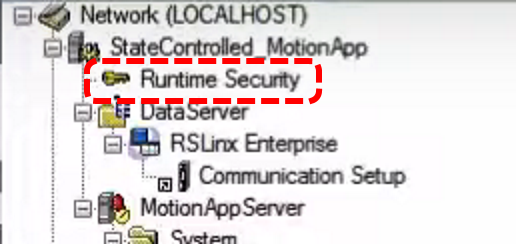 Network (LOCALHOST)
StateControlled_MotionApp
Runtime Security
DataServer
RSLinx Enterprise
Communication Setup
MotionAppServer
System